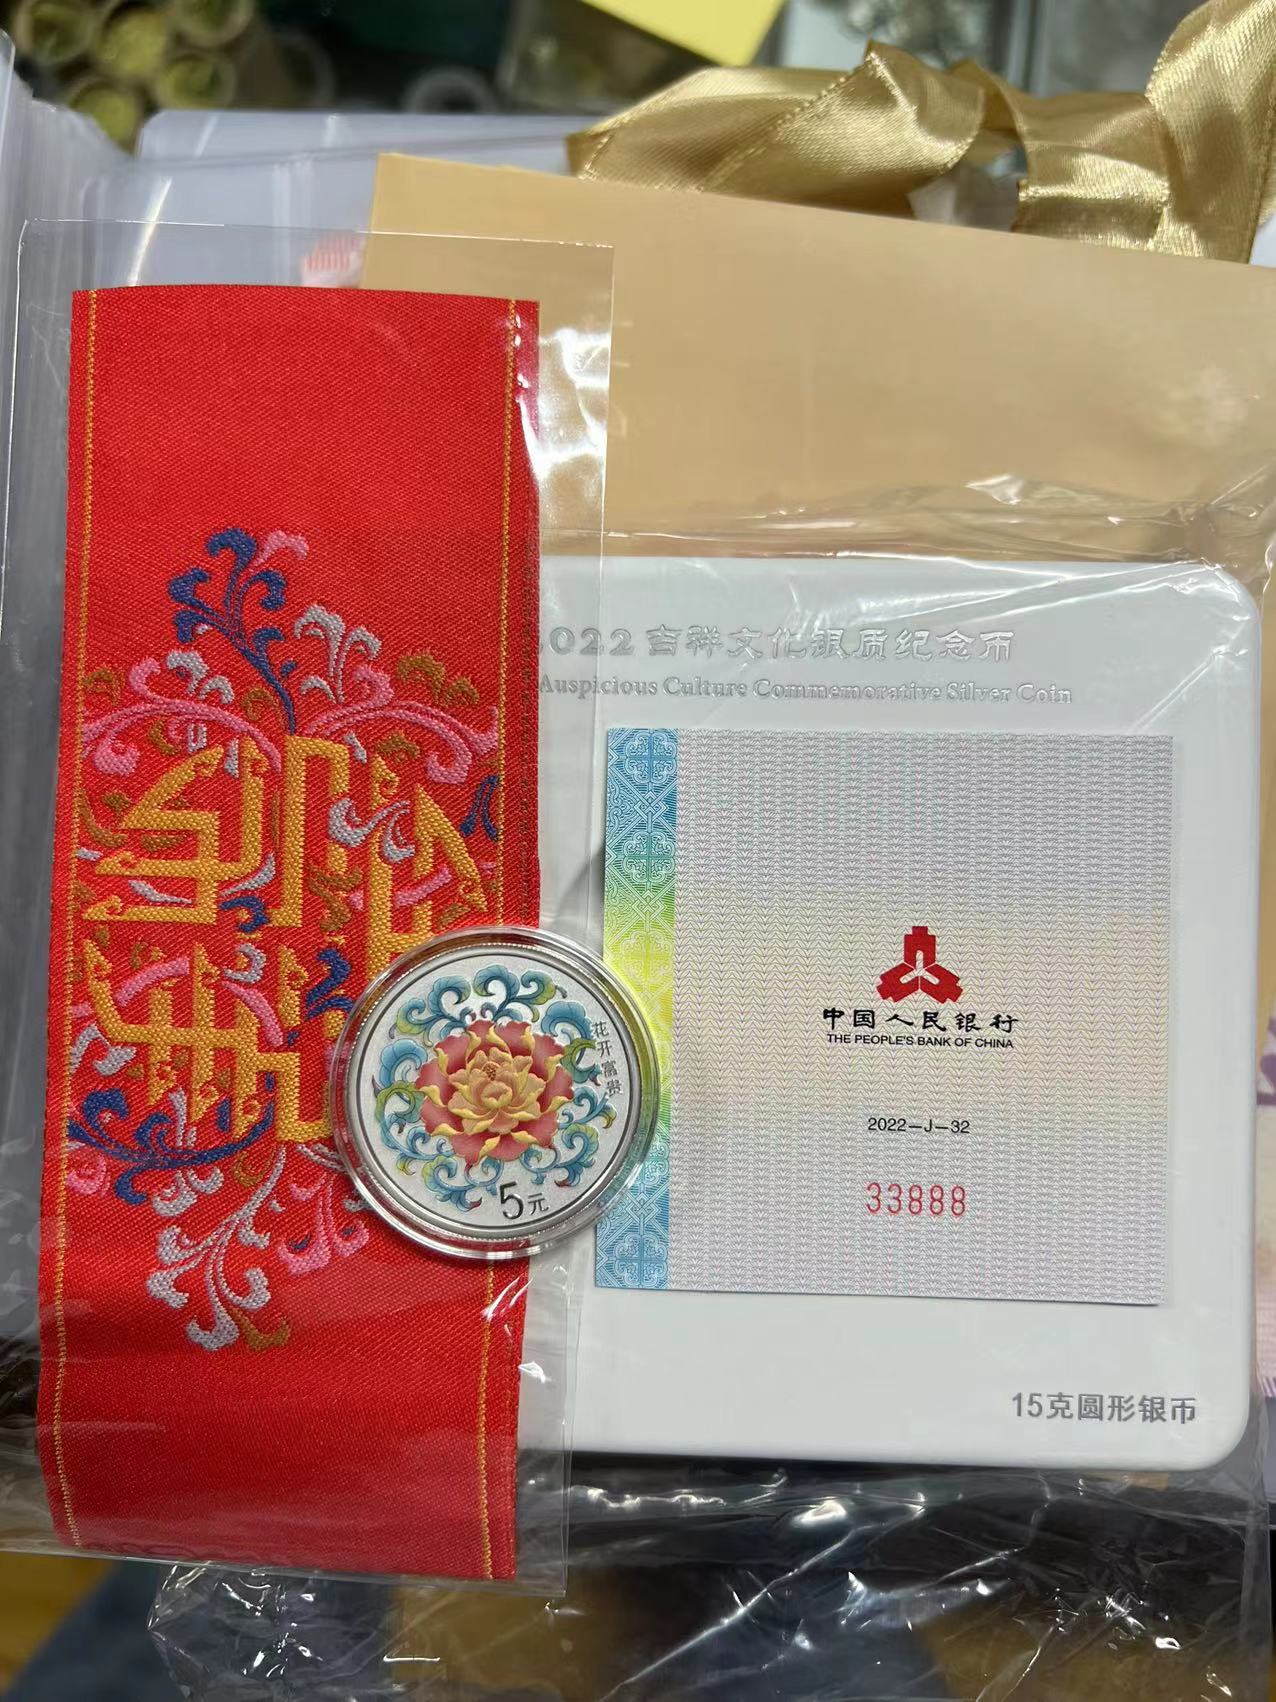 2022吉祥文化银质纪念币
Auspicious Culture Commemorative Silver Coin
花开富贵
5元
中国人民银行
THE PEOPLE'S BANK OF CHINA
2022-J-32
33888
15克圆形银币